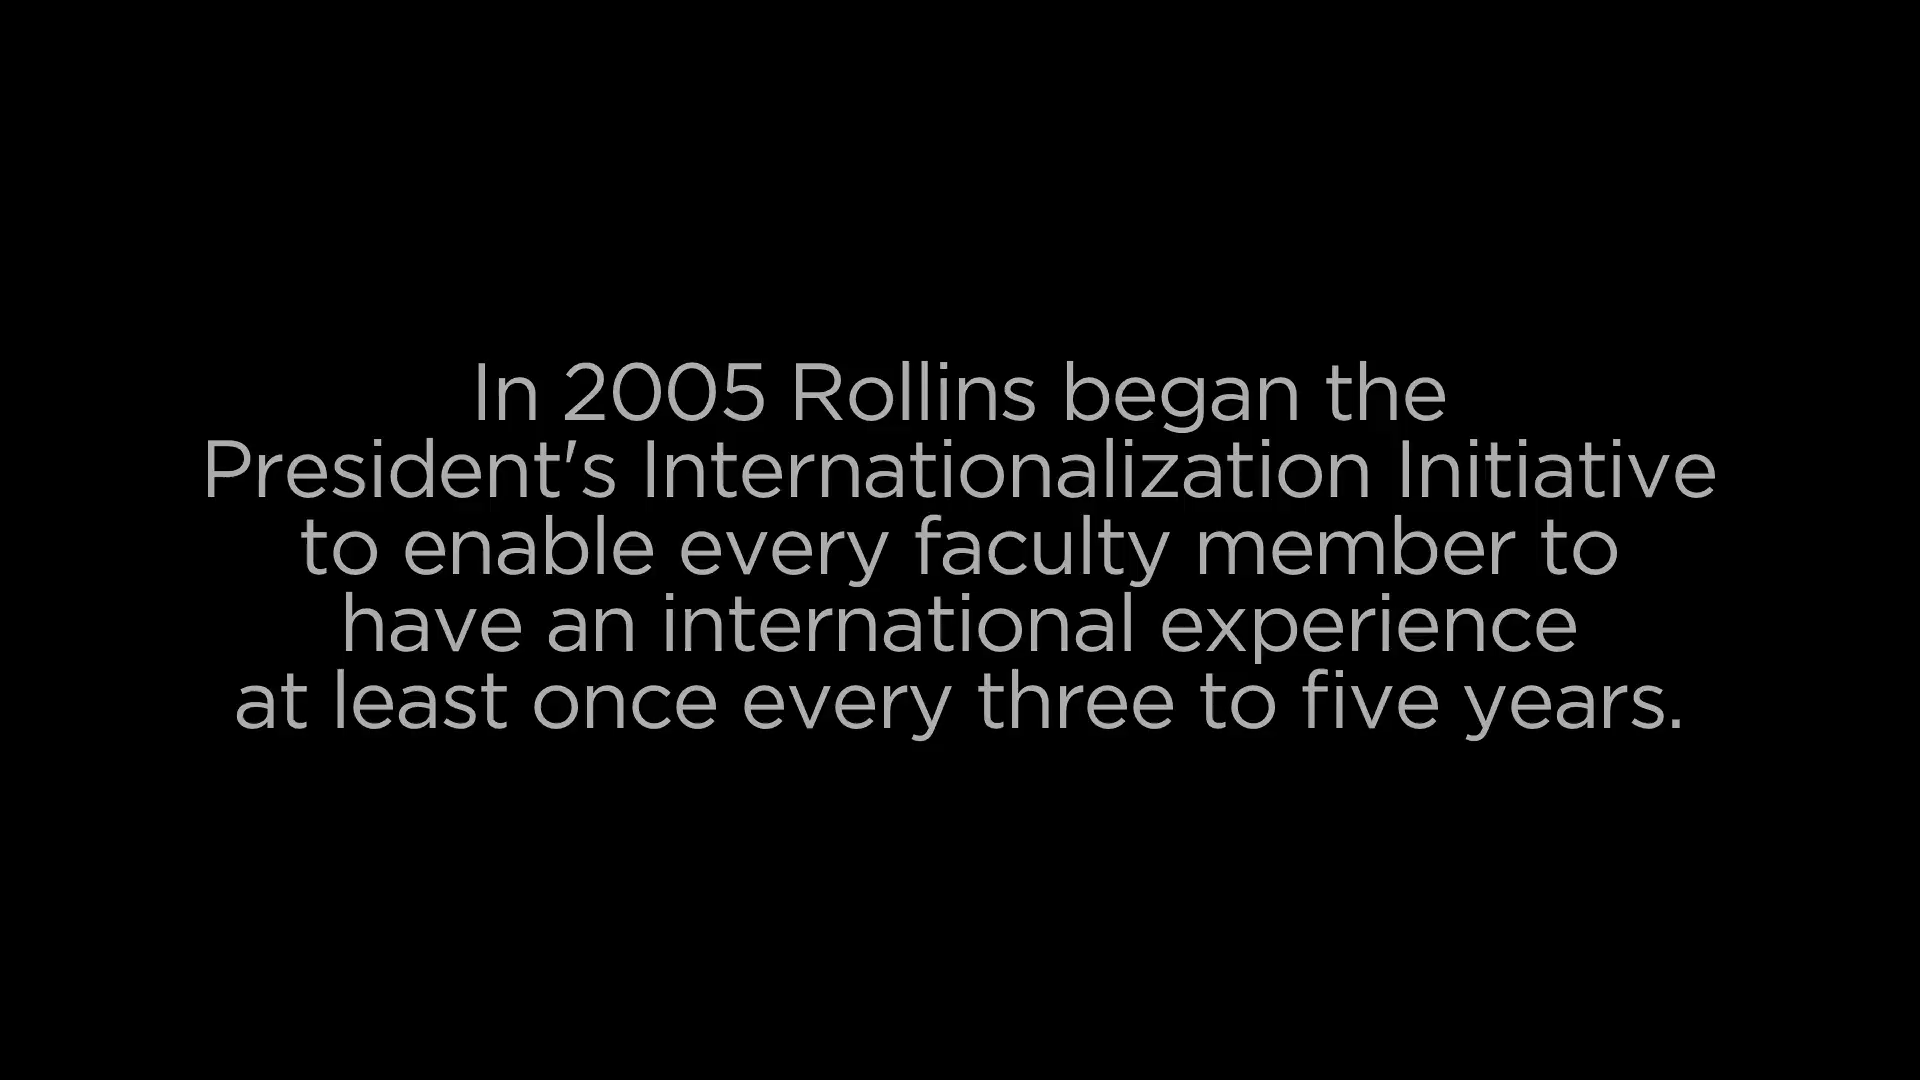 In 2005 Rollins began the
President's Internationalization Initiative
to enable every faculty member to
have an international experience
at least once every three to five years.